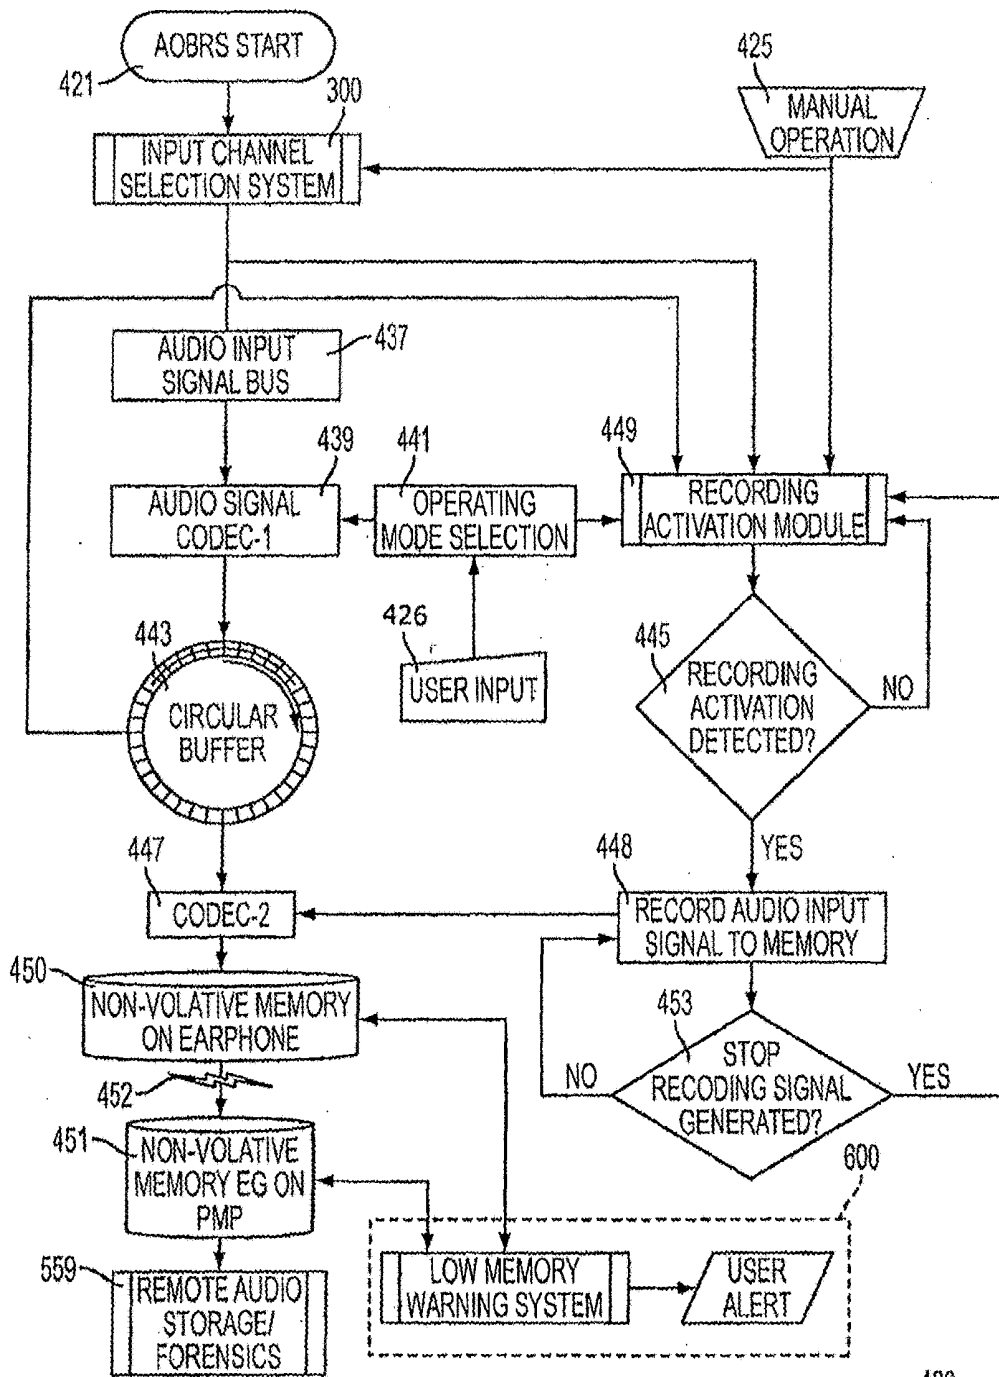 AOBRS START
421
300
INPUT CHANNEL
SELECTION SYSTEM
425
MANUAL
OPERATION
AUDIO INPUT
SIGNAL BUS
437
439
AUDIO SIGNAL
CODEC-1
441
OPERATING
MODE SELECTION
449
RECORDING
ACTIVATION MODULE
426
USER INPUT
443
CIRCULAR
BUFFER
445
RECORDING
ACTIVATION
DETECTED?
NO
YES
447
CODEC-2
448
RECORD AUDIO INPUT
SIGNAL TO MEMORY
450
NON-VOLATIVE MEMORY
ON EARPHONE
452
453
STOP
RECODING SIGNAL
GENERATED?
NO
YES
451
NON-VOLATIVE
MEMORY EG ON
PMP
600
LOW MEMORY
WARNING SYSTEM
USER
ALERT
559
REMOTE AUDIO
STORAGE/
FORENSICS